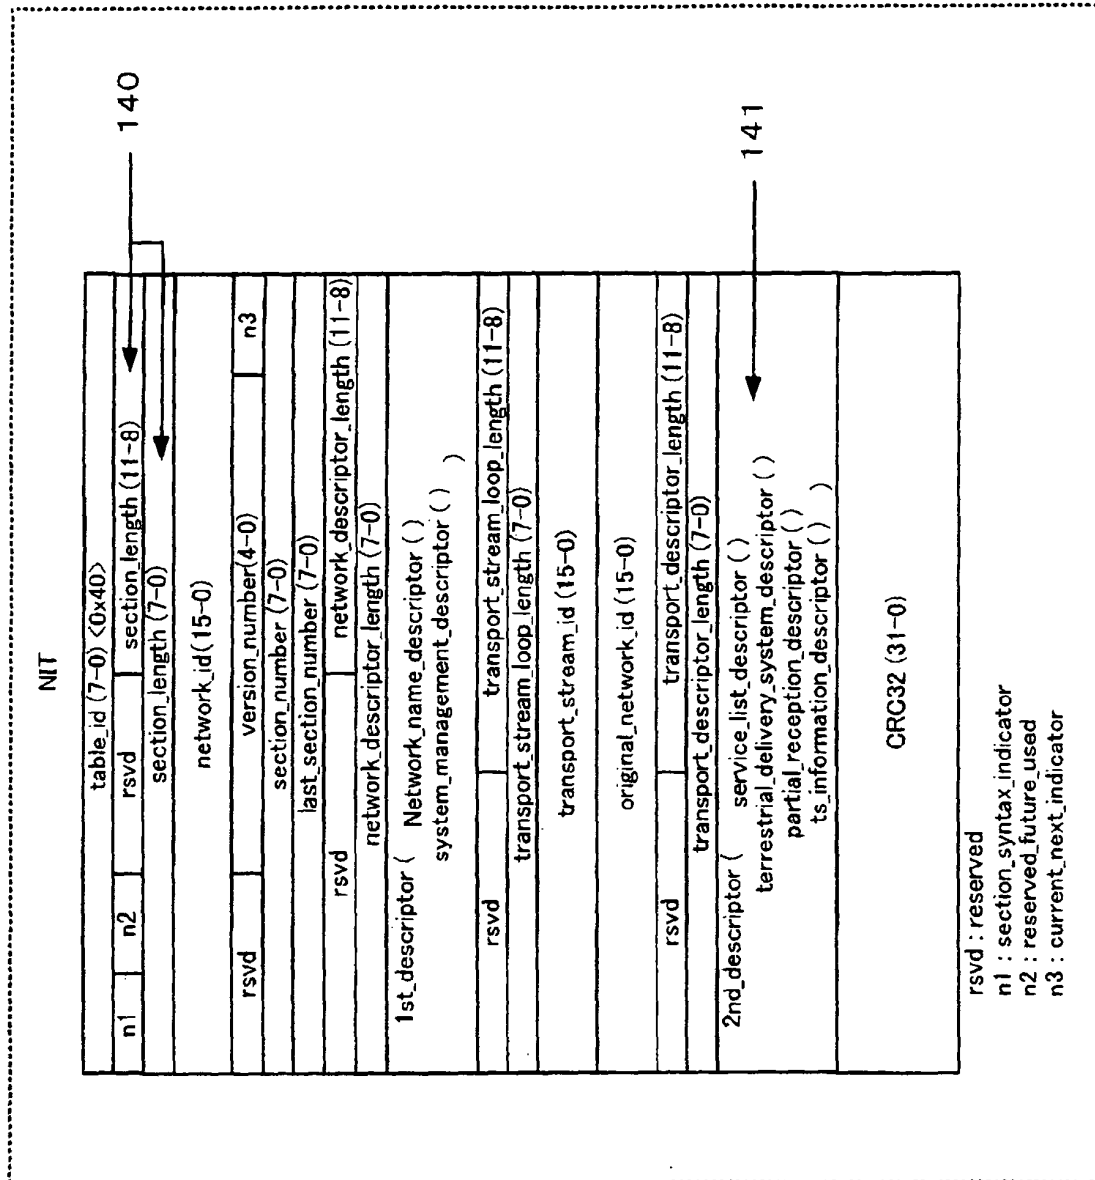 NIT
table_id (7-0) <0x40>
n1 n2 rsvd section_length (11-8)
section_length (7-0)
140
network_id(15-0)
rsvd version_number(4-0) n3
section_number (7-0)
last_section_number (7-0)
rsvd network_descriptor_length (11-8)
network_descriptor_length (7-0)
1st_descriptor ( Network_name_descriptor ( )
system_management_descriptor ( ) )
rsvd transport_stream_loop_length (11-8)
transport_stream_loop_length (7-0)
transport_stream_id (15-0)
original_network_id (15-0)
rsvd transport_descriptor_length (11-8)
transport_descriptor_length (7-0)
2nd_descriptor ( service_list_descriptor ( )
terrestrial_delivery_system_descriptor ( )
partial_reception_descriptor ( )
ts_information_descriptor ( ) )
141
CRC32 (31-0)
rsvd : reserved
n1 : section_syntax_indicator
n2 : reserved_future_used
n3 : current_next_indicator